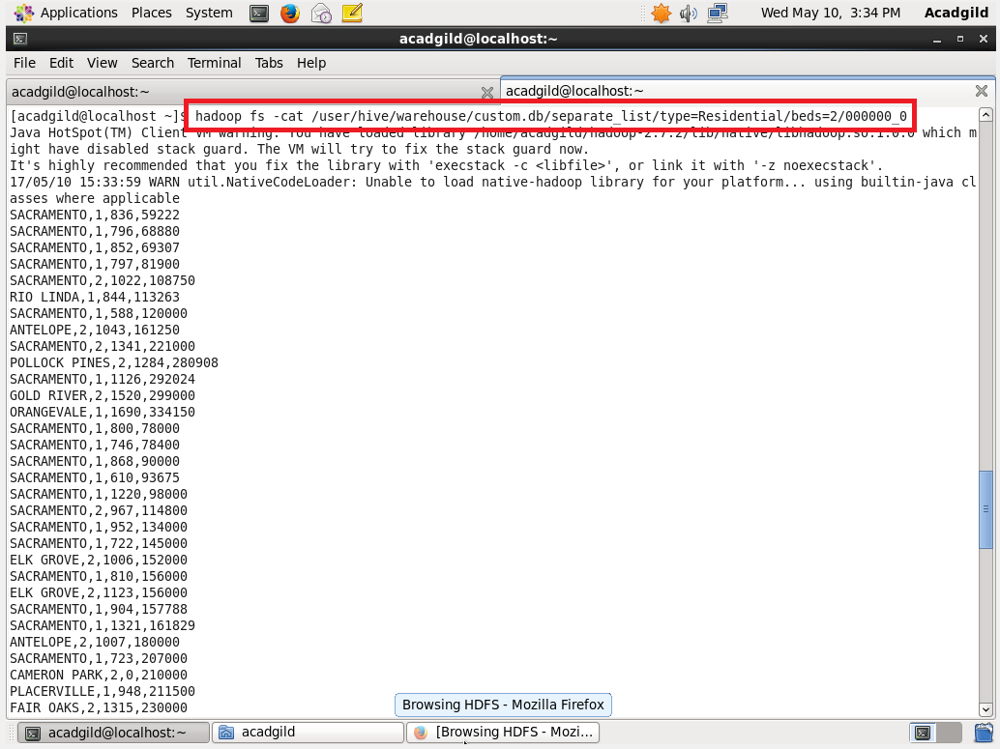 Applications Places System Wed May 10, 3:34 PM Acadgild
acadgild@localhost:~
File Edit View Search Terminal Tabs Help
acadgild@localhost:~ acadgild@localhost:~
[acadgild@localhost ~]$ hadoop fs -cat /user/hive/warehouse/custom.db/separate_list/type=Residential/beds=2/000000_0
Java HotSpot(TM) Client VM warning: You have loaded library /home/acadgild/hadoop-2.7.2/lib/native/libhadoop.so.1.0.0 which m
ight have disabled stack guard. The VM will try to fix the stack guard now.
It's highly recommended that you fix the library with 'execstack -c <libfile>', or link it with '-z noexecstack'.
17/05/10 15:33:59 WARN util.NativeCodeLoader: Unable to load native-hadoop library for your platform... using builtin-java cl
asses where applicable
SACRAMENTO,1,836,59222
SACRAMENTO,1,796,68880
SACRAMENTO,1,852,69307
SACRAMENTO,1,797,81900
SACRAMENTO,2,1022,108750
RIO LINDA,1,844,113263
SACRAMENTO,1,588,120000
ANTELOPE,2,1043,161250
SACRAMENTO,2,1341,221000
POLLOCK PINES,2,1284,280908
SACRAMENTO,1,1126,292024
GOLD RIVER,2,1520,299000
ORANGEVALE,1,1690,334150
SACRAMENTO,1,800,78000
SACRAMENTO,1,746,78400
SACRAMENTO,1,868,90000
SACRAMENTO,1,610,93675
SACRAMENTO,1,1220,98000
SACRAMENTO,2,967,114800
SACRAMENTO,1,952,134000
SACRAMENTO,1,722,145000
ELK GROVE,2,1006,152000
SACRAMENTO,1,810,156000
ELK GROVE,2,1123,156000
SACRAMENTO,1,904,157788
SACRAMENTO,1,1321,161829
ANTELOPE,2,1007,180000
SACRAMENTO,1,723,207000
CAMERON PARK,2,0,210000
PLACERVILLE,1,948,211500
FAIR OAKS,2,1315,230000
Browsing HDFS - Mozilla Firefox
acadgild@localhost:~ acadgild [Browsing HDFS - Mozi...